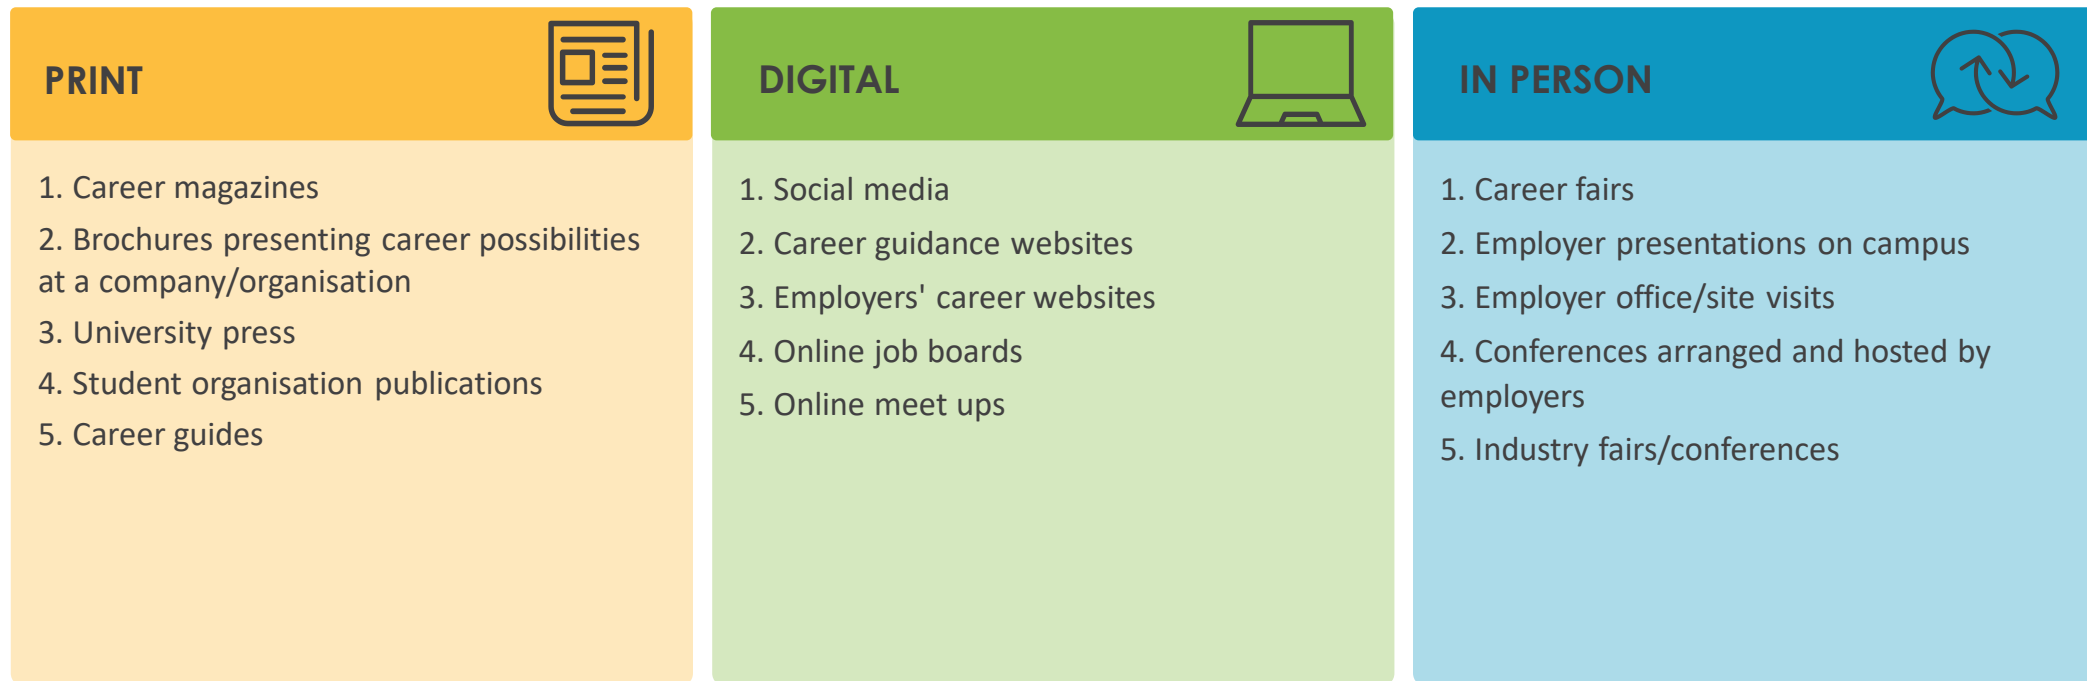 PRINT
1. Career magazines
2. Brochures presenting career possibilities
at a company/organisation
3. University press
4. Student organisation publications
5. Career guides
DIGITAL
1. Social media
2. Career guidance websites
3. Employers' career websites
4. Online job boards
5. Online meet ups
IN PERSON
1. Career fairs
2. Employer presentations on campus
3. Employer office/site visits
4. Conferences arranged and hosted by
employers
5. Industry fairs/conferences